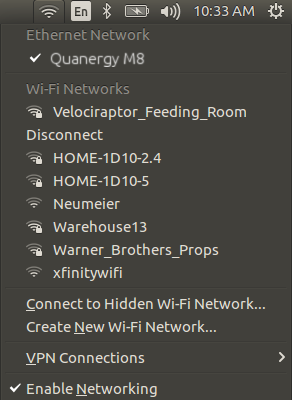 En 10:33 AM
Ethernet Network
Quanergy M8
Wi-Fi Networks
Velociraptor_Feeding_Room
Disconnect
HOME-1D10-2.4
HOME-1D10-5
Neumeier
Warehouse13
Warner_Brothers_Props
xfinitywifi
Connect to Hidden Wi-Fi Network...
Create New Wi-Fi Network...
VPN Connections
Enable Networking